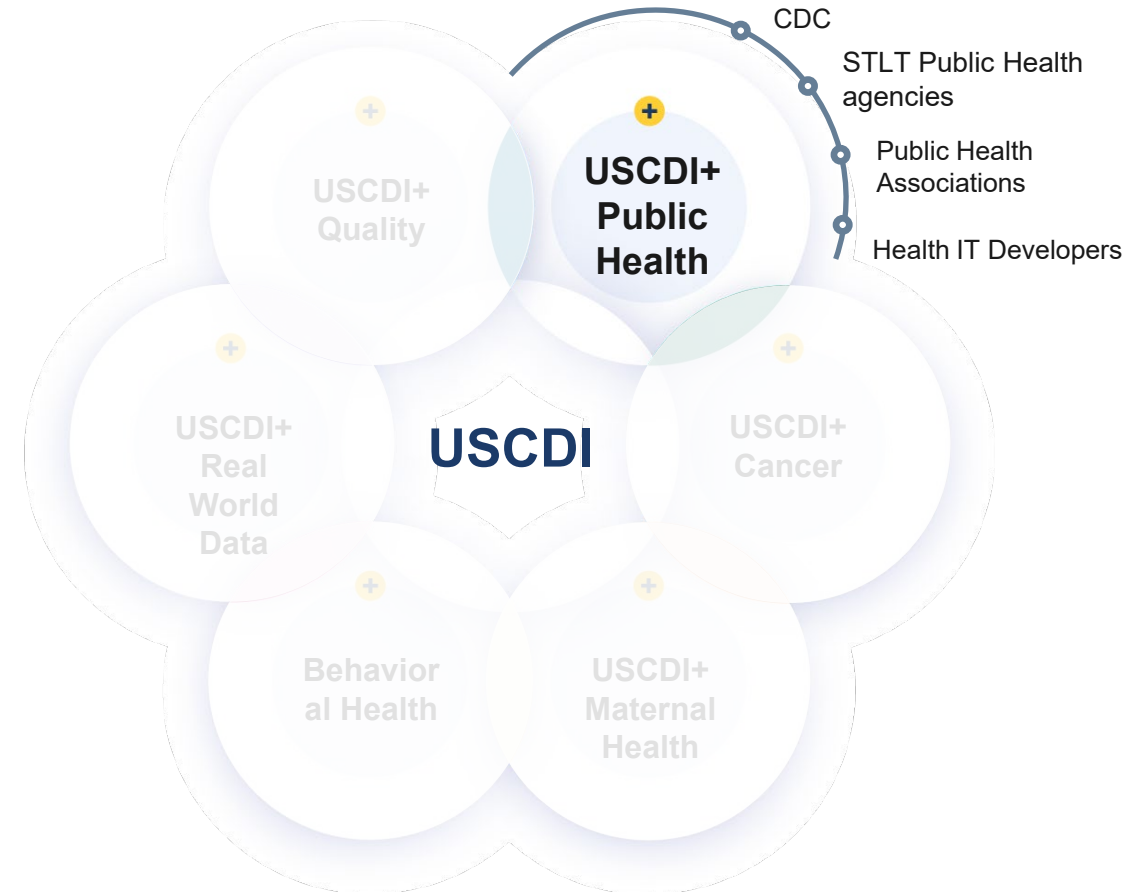 CDC
STLT Public Health
agencies
Public Health
Associations
Health IT Developers
+
USCDI+
Public
Health
+
USCDI+
Quality
+
USCDI+
Real
World
Data
USCDI
+
USCDI+
Cancer
+
Behavior
al Health
+
USCDI+
Maternal
Health